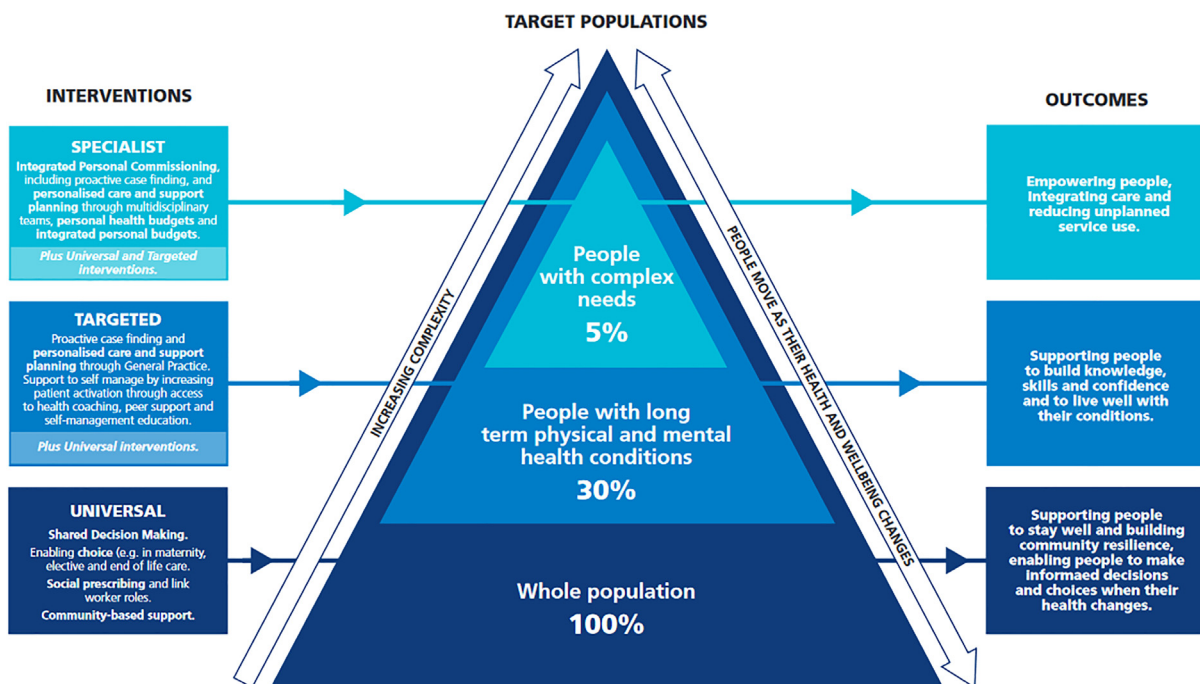 TARGET POPULATIONS
INTERVENTIONS
SPECIALIST
Integrated Personal Commissioning,
including proactive case finding, and
personalised care and support
planning through multidisciplinary
teams, personal health budgets and
integrated personal budgets.
Plus Universal and Targeted
interventions.
TARGETED
Proactive case finding and
personalised care and support
planning through General Practice.
Support to self manage by increasing
patient activation through access
to health coaching, peer support and
self-management education.
Plus Universal interventions.
UNIVERSAL
Shared Decision Making.
Enabling choice (e.g. in maternity,
elective and end of life care.
Social prescribing and link
worker roles.
Community-based support.
INCREASING COMPLEXITY
People
with complex
needs
5%
People with long
term physical and mental
health conditions
30%
Whole population
100%
PEOPLE MOVE AS THEIR HEALTH AND WELLBEING CHANGES
OUTCOMES
Empowering people,
integrating care and
reducing unplanned
service use.
Supporting people
to build knowledge,
skills and confidence
and to live well with
their conditions.
Supporting people
to stay well and building
community resilience,
enabling people to make
informaed decisions
and choices when their
health changes.